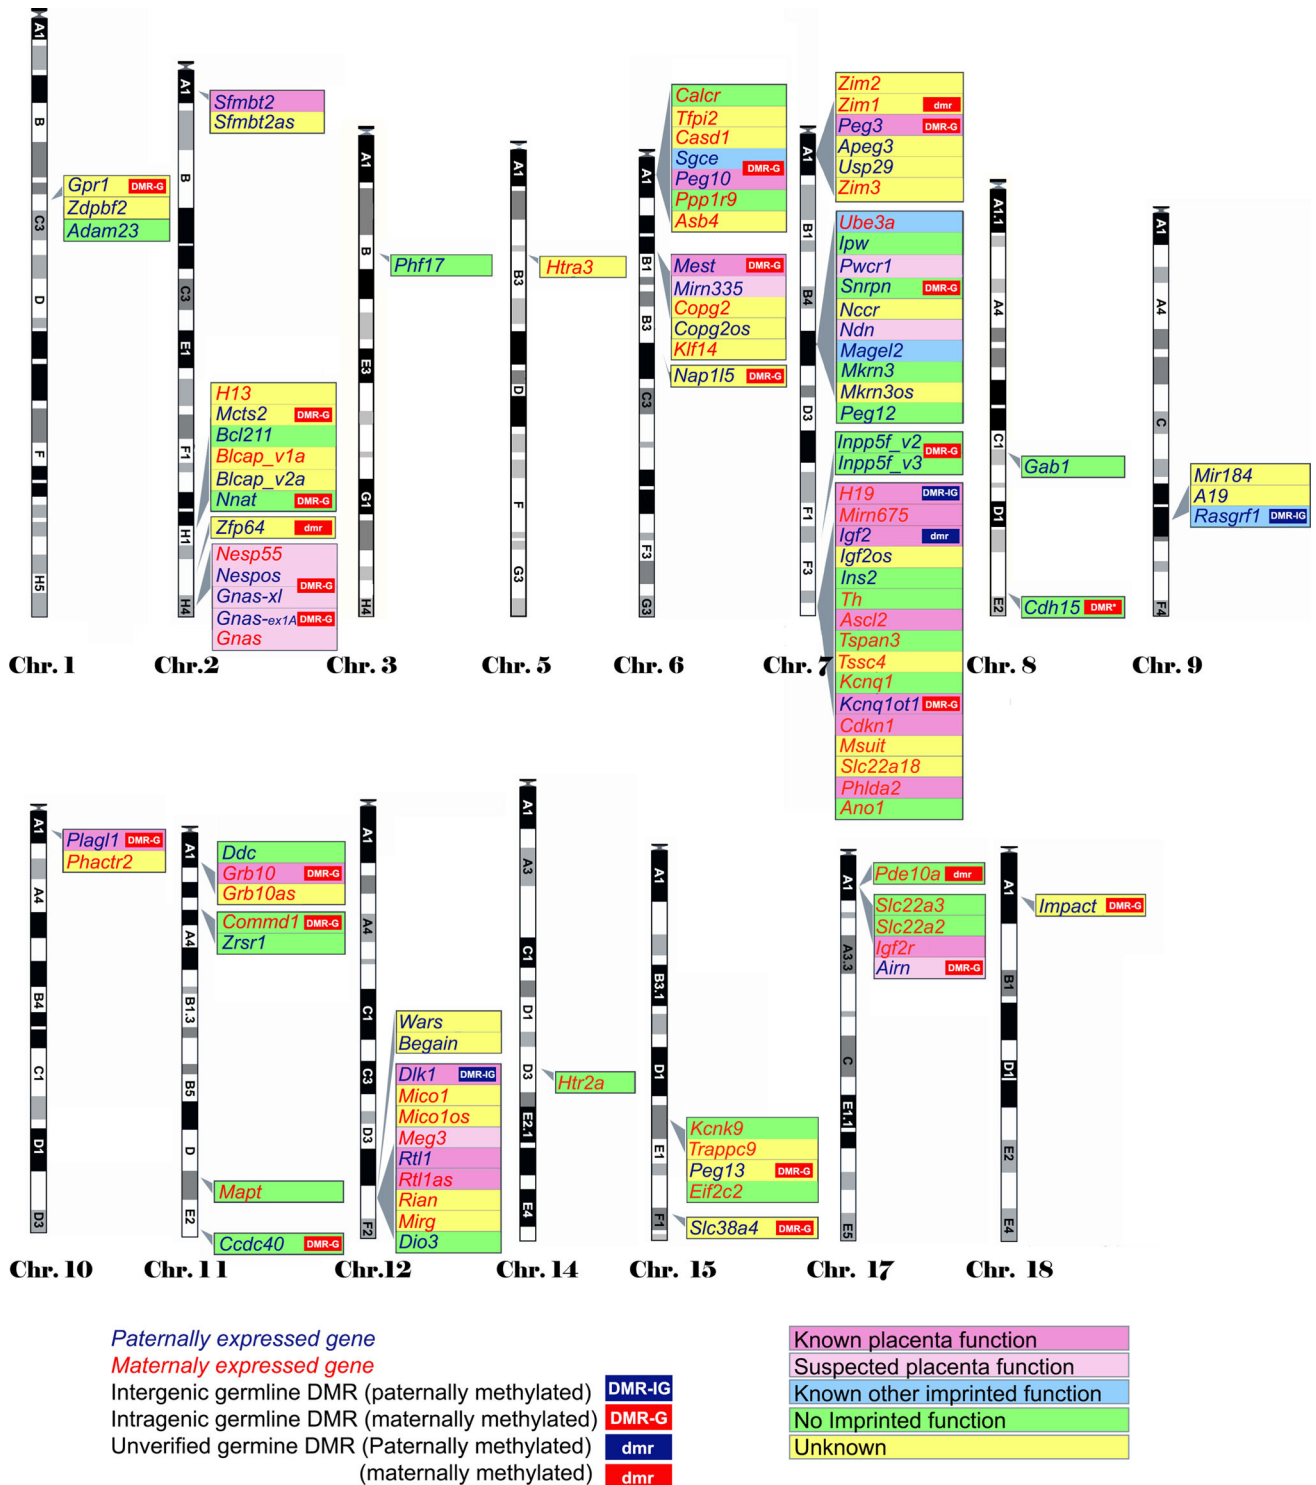 A1
B
C3
D
F
H5
Gpr1 DMR-G
Zdpbf2
Adam23
Chr. 1
A1
B
C3
E1
F1
H1
H4
Sfmbt2
Sfmbt2as
H13
Mcts2 DMR-G
Bcl211
Blcap_v1a
Blcap_v2a
Nnat DMR-G
Zfp64 dmr
Nesp55
Nespos
DMR-G
Gnas-xl
Gnas-ex1A DMR-G
Gnas
Chr.2
A1
B
E3
G1
H4
Phf17
Chr. 3
A1
B3
D
F
G3
Htra3
Chr. 5
A1
B1
B3
C3
F3
G3
Calcr
Tfpi2
Casd1
Sgce
DMR-G
Peg10
Ppp1r9
Asb4
Mest DMR-G
Mirn335
Copg2
Copg2os
Klf14
Nap1l5 DMR-G
Chr. 6
A1
B1
B4
D3
F1
F3
Zim2
Zim1 dmr
Peg3 DMR-G
Apeg3
Usp29
Zim3
Ube3a
Ipw
Pwcr1
Snrpn DMR-G
Nccr
Ndn
Magel2
Mkrn3
Mkrn3os
Peg12
Inpp5f_v2
DMR-G
Inpp5f_v3
H19 DMR-IG
Mirn675
Igf2 dmr
Igf2os
Ins2
Th
Ascl2
Tspan3
Tssc4
Kcnq1
Kcnq1ot1 DMR-G
Cdkn1
Msuit
Slc22a18
Phlda2
Ano1
Chr. 7
A1.1
A4
C1
D1
E2
Gab1
Cdh15 DMR*
Chr. 8
A1
A4
C
F4
Mir184
A19
Rasgrf1 DMR-IG
Chr. 9
A1
A4
B4
C1
D1
D3
Plagl1 DMR-G
Phactr2
Chr. 10
A1
A4
B1.3
B5
D
E2
Ddc
Grb10 DMR-G
Grb10as
Commd1 DMR-G
Zrsr1
Mapt
Ccdc40 DMR-G
Chr. 11
A1
A4
C1
C3
D3
F2
Wars
Begain
Dlk1 DMR-IG
Mico1
Mico1os
Meg3
Rtl1
Rtl1as
Rian
Mirg
Dio3
Chr.12
A1
A3
C1
D1
D3
E2.1
E4
Htr2a
Chr. 14
A1
B3.1
D1
E1
F1
Kcnk9
Trappc9
Peg13 DMR-G
Eif2c2
Slc38a4 DMR-G
Chr. 15
A1
A3.3
C
E1.1
E5
Pde10a dmr
Slc22a3
Slc22a2
Igf2r
Airn DMR-G
Chr. 17
A1
B1
D1
E2
E4
Impact DMR-G
Chr. 18
Paternally expressed gene
Maternaly expressed gene
Intergenic germline DMR (paternally methylated) DMR-IG
Intragenic germline DMR (maternally methylated) DMR-G
Unverified germine DMR (Paternally methylated) dmr
(maternally methylated) dmr
Known placenta function
Suspected placenta function
Known other imprinted function
No Imprinted function
Unknown